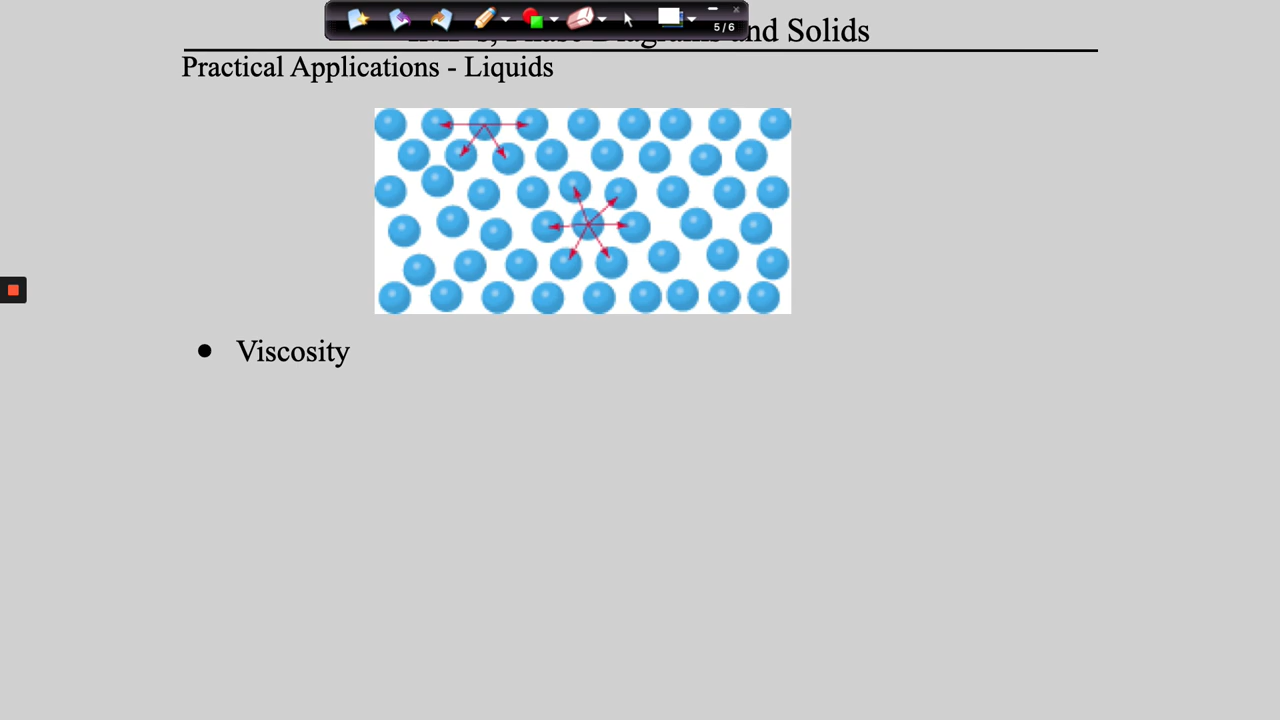 5/6
and Solids
Practical Applications - Liquids
● Viscosity